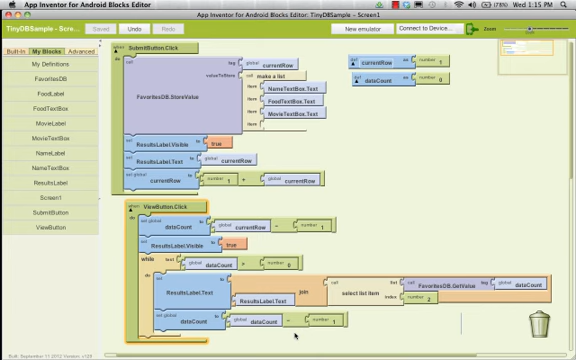 App Inventor for Android Blocks Editor: TinyDBSample – Screen1
TinyDBSample – Scree...
Saved
Undo
Redo
New emulator
Connect to Device...
Zoom
Built-In
My Blocks
Advanced
My Definitions
FavoritesDB
FoodLabel
FoodTextBox
MovieLabel
MovieTextBox
NameLabel
NameTextBox
ResultsLabel
Screen1
SubmitButton
ViewButton
when
SubmitButton.Click
do
call
FavoritesDB.StoreValue
tag
global
currentRow
valueToStore
call
make a list
item
NameTextBox.Text
item
FoodTextBox.Text
item
MovieTextBox.Text
item
set
ResultsLabel.Visible
to
true
set
ResultsLabel.Text
to
global
currentRow
set global
currentRow
to
number
1
+
global
currentRow
def
currentRow
as
number
1
def
dataCount
as
number
0
when
ViewButton.Click
do
set global
dataCount
to
global
currentRow
–
number
1
set
ResultsLabel.Visible
to
true
while
test
global
dataCount
>
number
0
do
set
ResultsLabel.Text
to
ResultsLabel.Text
join
call
select list item
list
call
FavoritesDB.GetValue
tag
global
dataCount
index
number
2
set global
dataCount
to
global
dataCount
–
number
1
Wed 1:15 PM